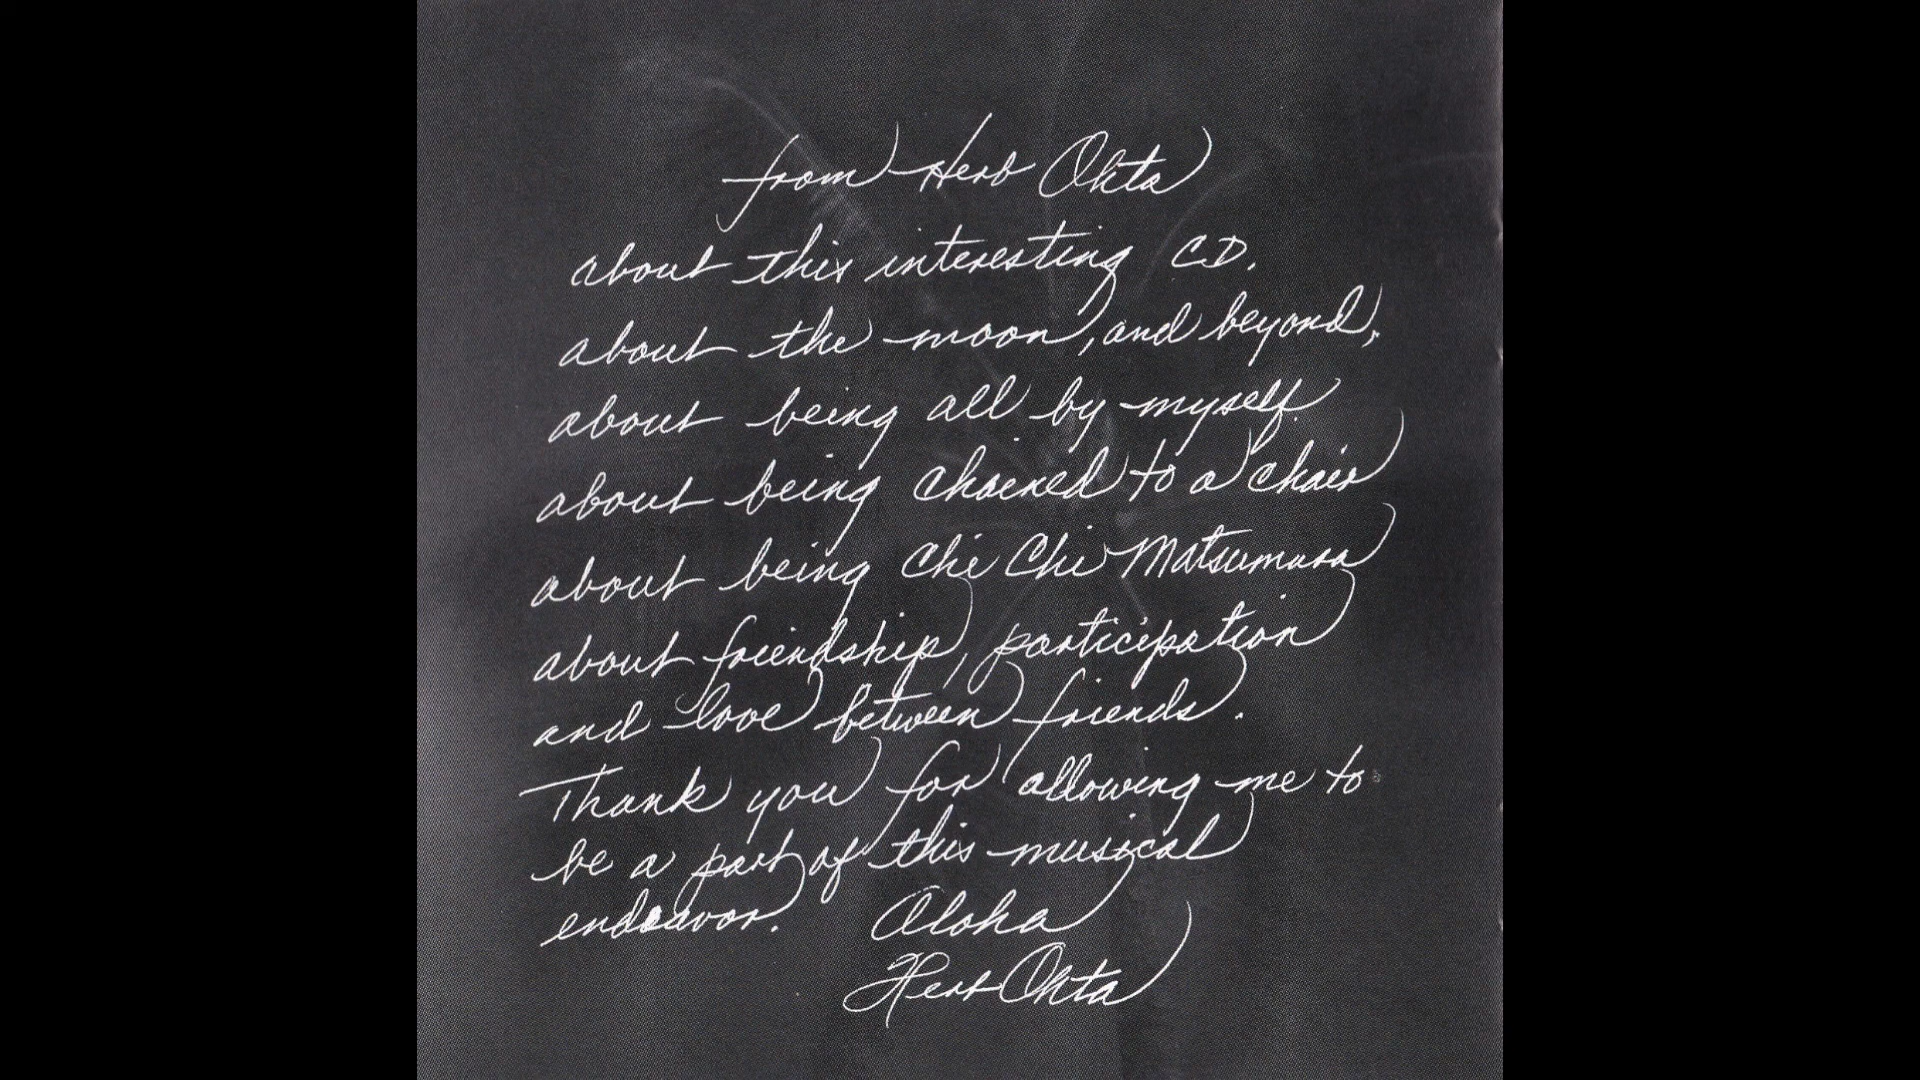 from Herb Ohta
about this interesting CD.
about the moon, and beyond,
about being all by myself.
about being chained to a chair
about being Chi Chi Matsumura
about friendship, participation
and love between friends.
Thank you for allowing me to
be a part of this musical
endeavor. Aloha
Herb Ohta